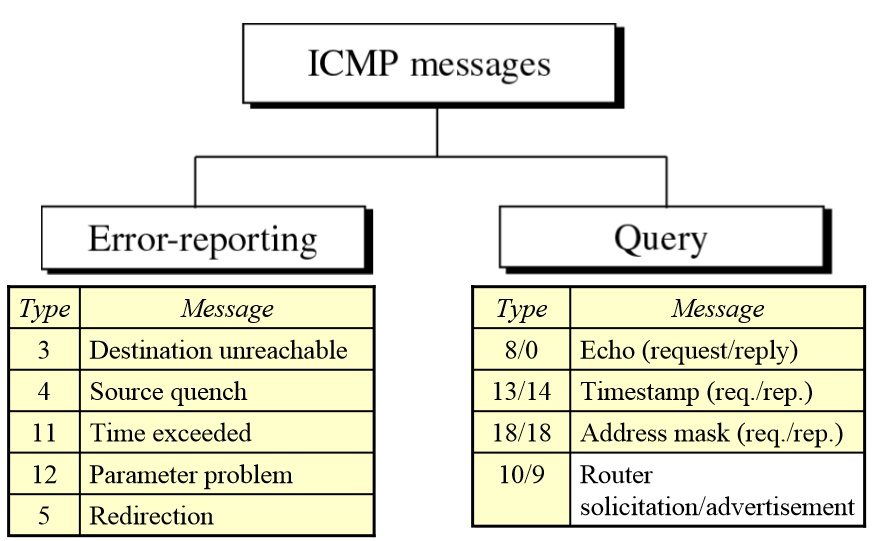 ICMP messages
Error-reporting
Type Message
3 Destination unreachable
4 Source quench
11 Time exceeded
12 Parameter problem
5 Redirection
Query
Type Message
8/0 Echo (request/reply)
13/14 Timestamp (req./rep.)
18/18 Address mask (req./rep.)
10/9 Router
solicitation/advertisement